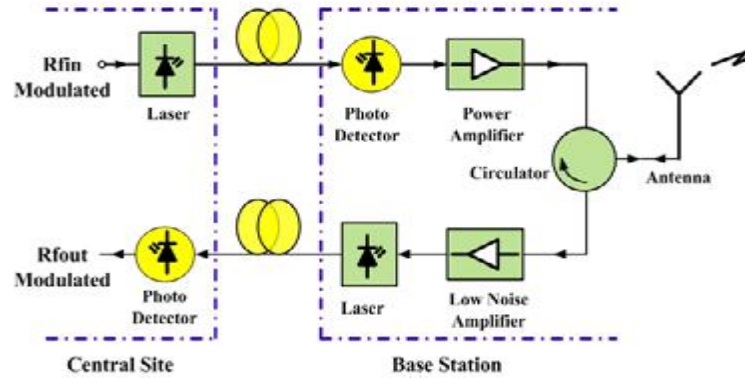 Rfin
Modulated
Laser
Photo
Detector
Power
Amplifier
Circulator
Antenna
Rfout
Modulated
Photo
Detector
Laser
Low Noise
Amplifier
Central Site
Base Station